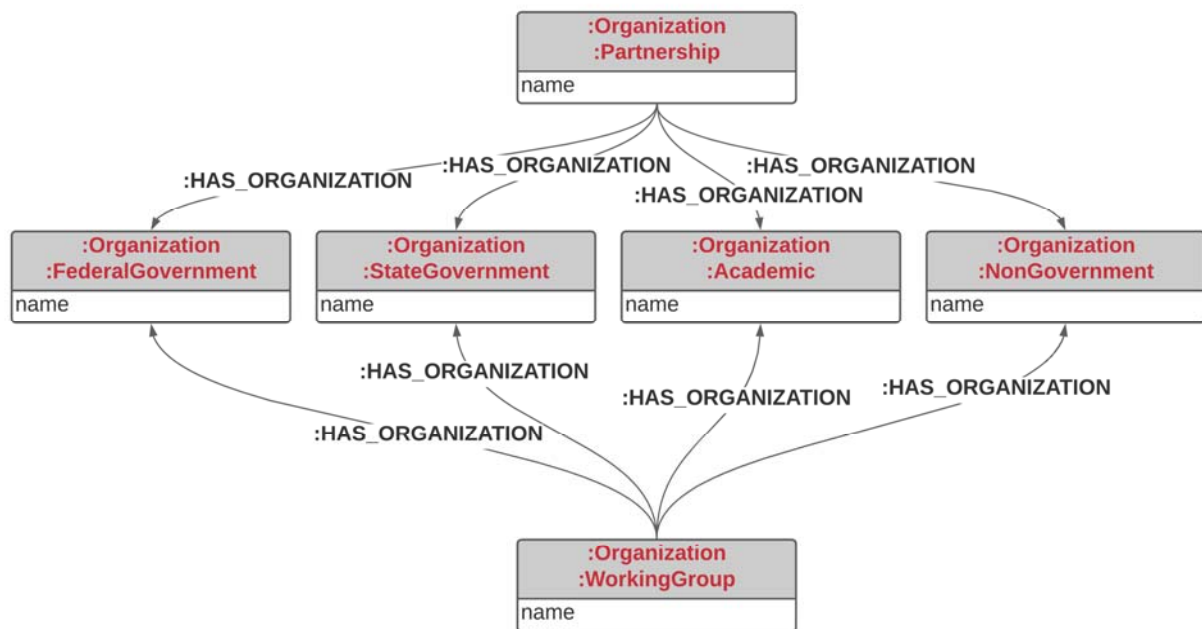 :Organization
:Partnership
name
:HAS_ORGANIZATION
:HAS_ORGANIZATION
:HAS_ORGANIZATION
:HAS_ORGANIZATION
:Organization
:FederalGovernment
name
:Organization
:StateGovernment
name
:Organization
:Academic
name
:Organization
:NonGovernment
name
:HAS_ORGANIZATION
:HAS_ORGANIZATION
:HAS_ORGANIZATION
:HAS_ORGANIZATION
:Organization
:WorkingGroup
name